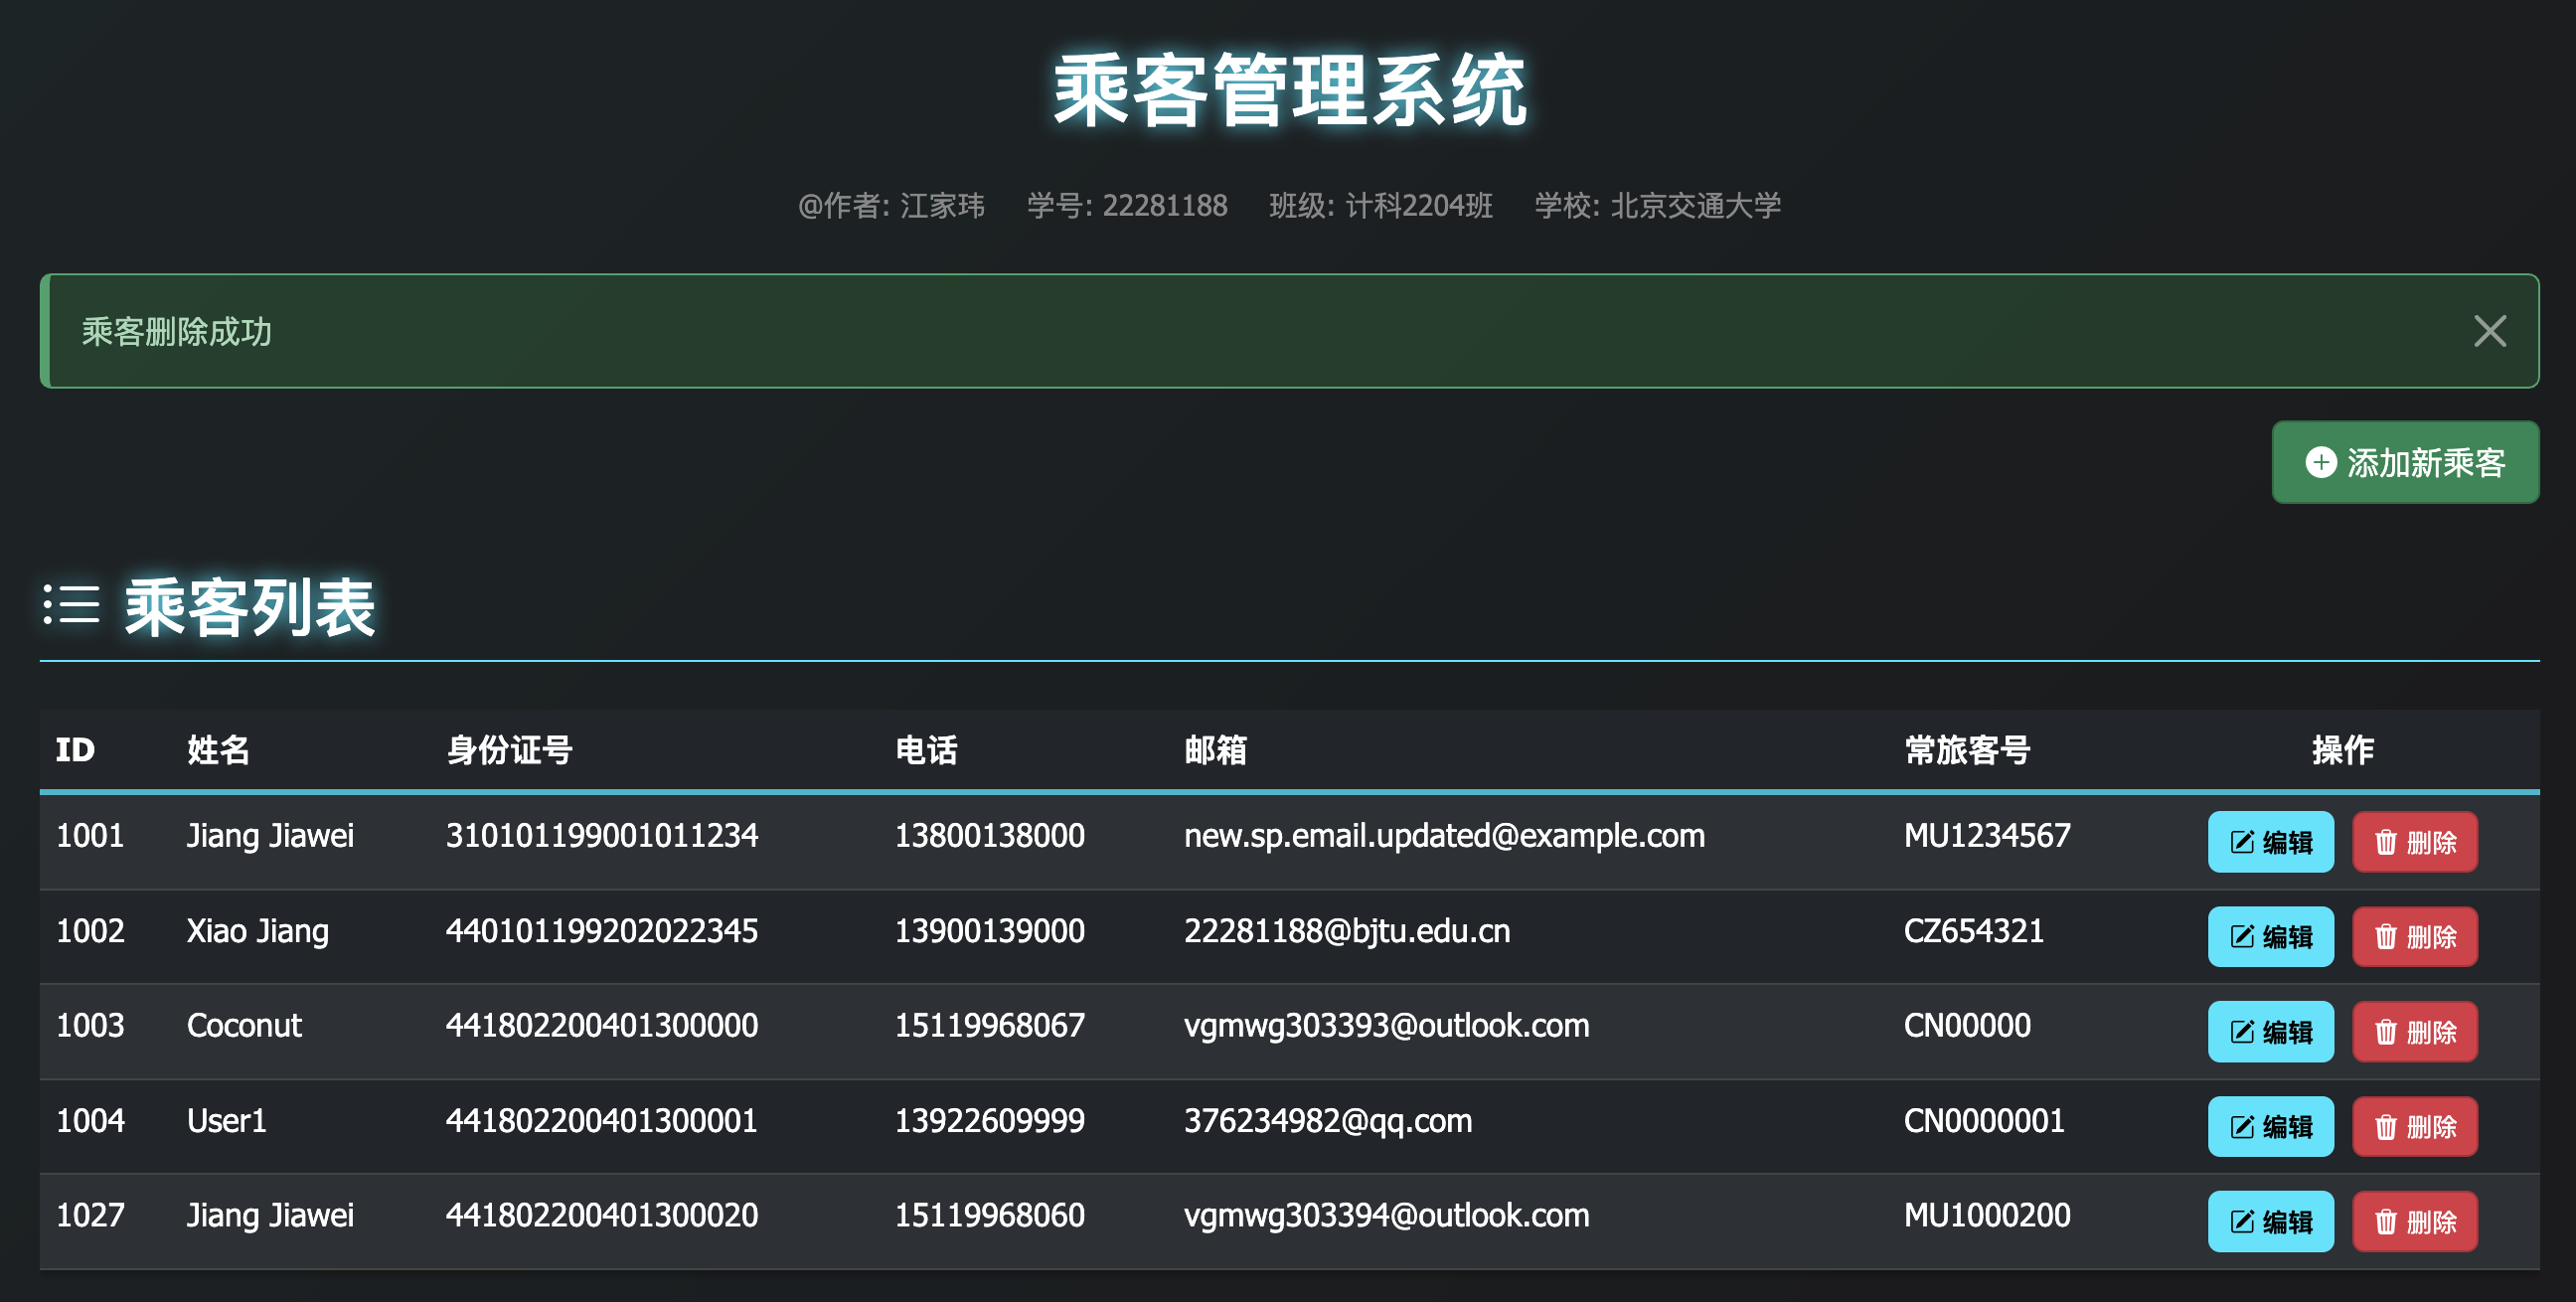 乘客管理系统
@作者: 江家玮 学号: 22281188 班级: 计科2204班 学校: 北京交通大学
乘客删除成功
添加新乘客
乘客列表
ID 姓名 身份证号 电话 邮箱 常旅客号 操作
1001 Jiang Jiawei 310101199001011234 13800138000 new.sp.email.updated@example.com MU1234567 编辑 删除
1002 Xiao Jiang 440101199202022345 13900139000 22281188@bjtu.edu.cn CZ654321 编辑 删除
1003 Coconut 441802200401300000 15119968067 vgmwg303393@outlook.com CN00000 编辑 删除
1004 User1 441802200401300001 13922609999 376234982@qq.com CN0000001 编辑 删除
1027 Jiang Jiawei 441802200401300020 15119968060 vgmwg303394@outlook.com MU1000200 编辑 删除